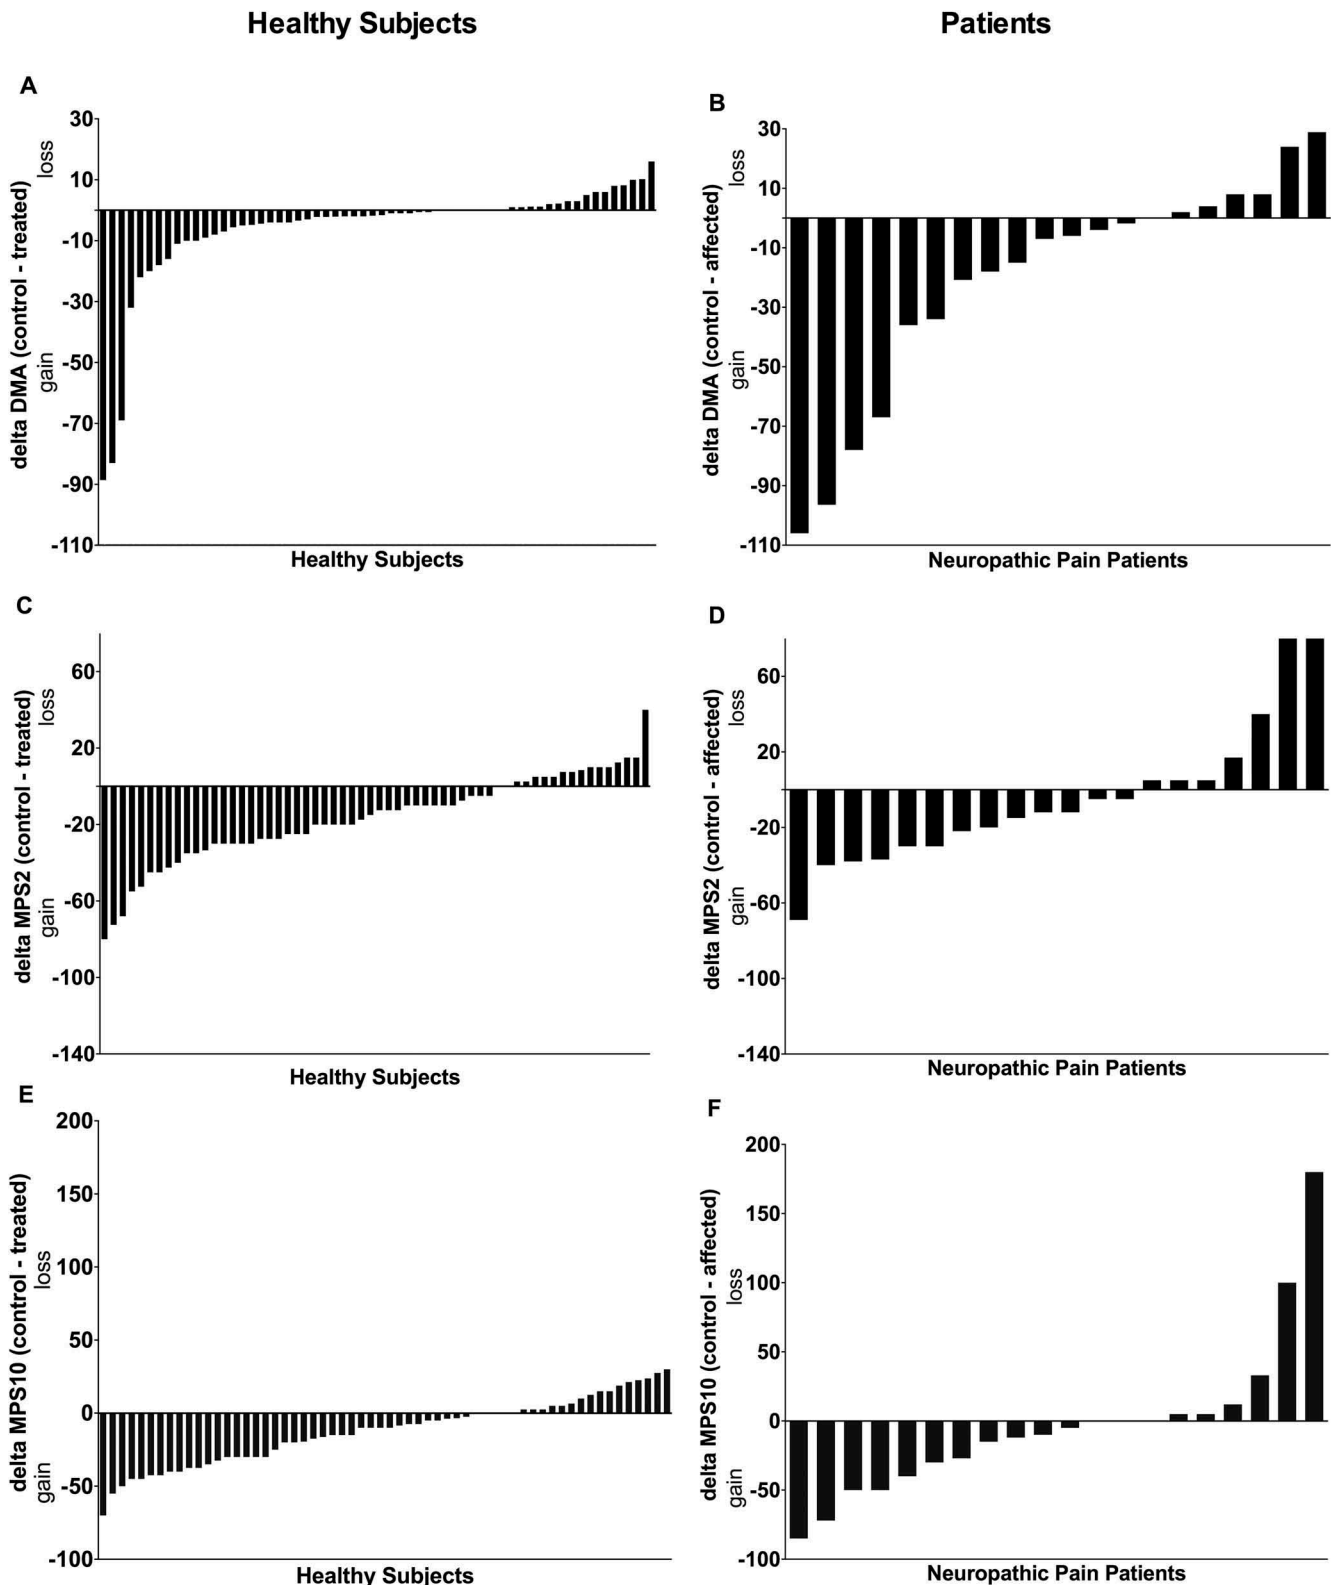 Healthy Subjects
Patients
A
30
10
-10
-30
-50
-70
-90
-110
delta DMA (control - treated)
loss
gain
Healthy Subjects
B
30
10
-10
-30
-50
-70
-90
-110
delta DMA (control - affected)
loss
gain
Neuropathic Pain Patients
C
60
20
-20
-60
-100
-140
delta MPS2 (control - treated)
loss
gain
Healthy Subjects
D
60
20
-20
-60
-100
-140
delta MPS2 (control - affected)
loss
gain
Neuropathic Pain Patients
E
200
150
100
50
0
-50
-100
delta MPS10 (control - treated)
loss
gain
Healthy Subjects
F
200
150
100
50
0
-50
-100
delta MPS10 (control - affected)
loss
gain
Neuropathic Pain Patients